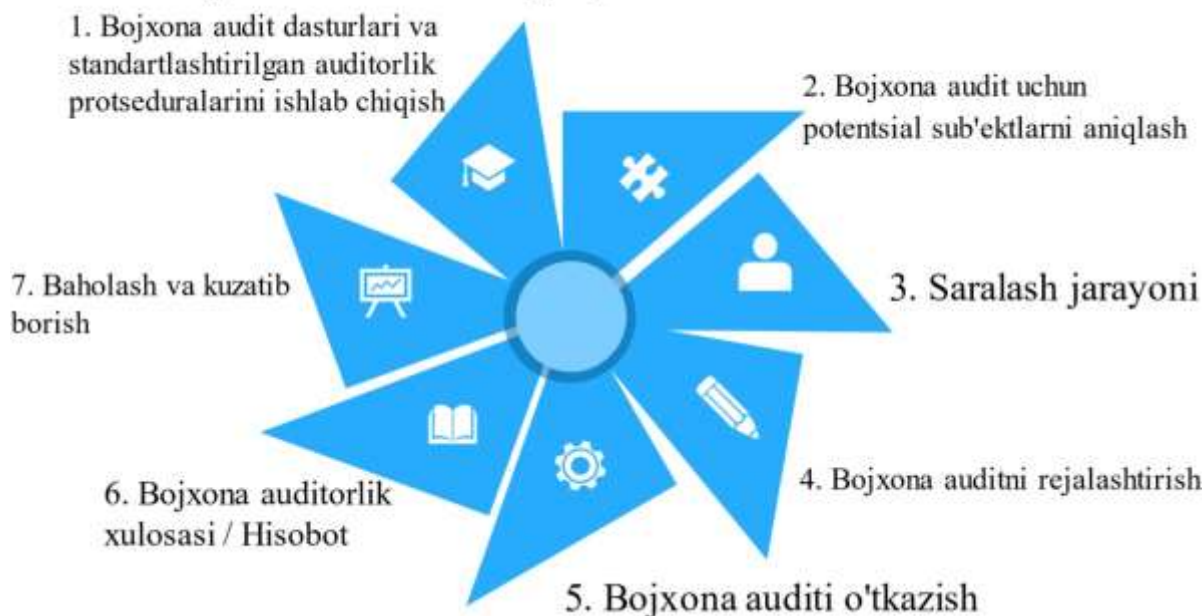 1. Bojxona audit dasturlari va
standartlashtirilgan auditorlik
protseduralarini ishlab chiqish
2. Bojxona audit uchun
potentsial sub'ektlarni aniqlash
3. Saralash jarayoni
4. Bojxona auditni rejalashtirish
5. Bojxona auditi o'tkazish
6. Bojxona auditorlik
xulosasi / Hisobot
7. Baholash va kuzatib
borish